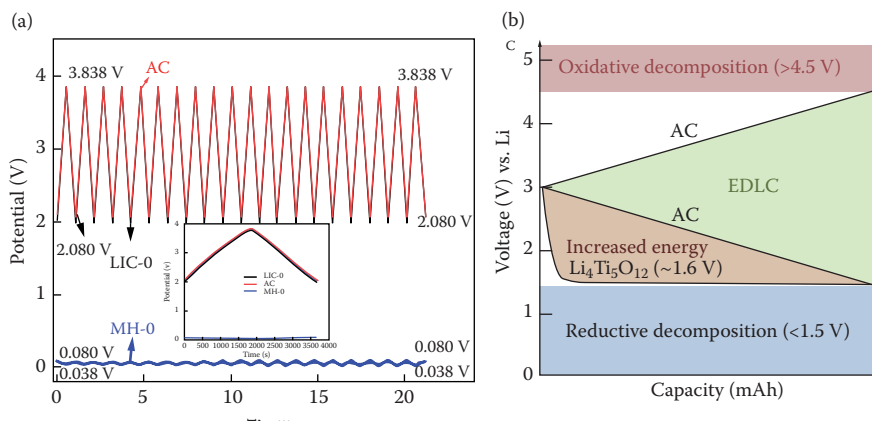 (a)
4
3
2
1
0
Potential (V)
3.838 V
AC
3.838 V
2.080 V
2.080 V
LIC-0
MH-0
0.080 V
0.038 V
0.080 V
0.038 V
0
5
10
15
20
4
3
2
1
0
Potential (v)
LIC-0
AC
MH-0
0 500 1000 1500 2000 2500 3000 3500 4000
Time (s)
(b)
C
5
4
3
2
1
0
Voltage (V) vs. Li
Oxidative decomposition (>4.5 V)
AC
EDLC
AC
Increased energy
Li₄Ti₅O₁₂ (~1.6 V)
Reductive decomposition (<1.5 V)
Capacity (mAh)